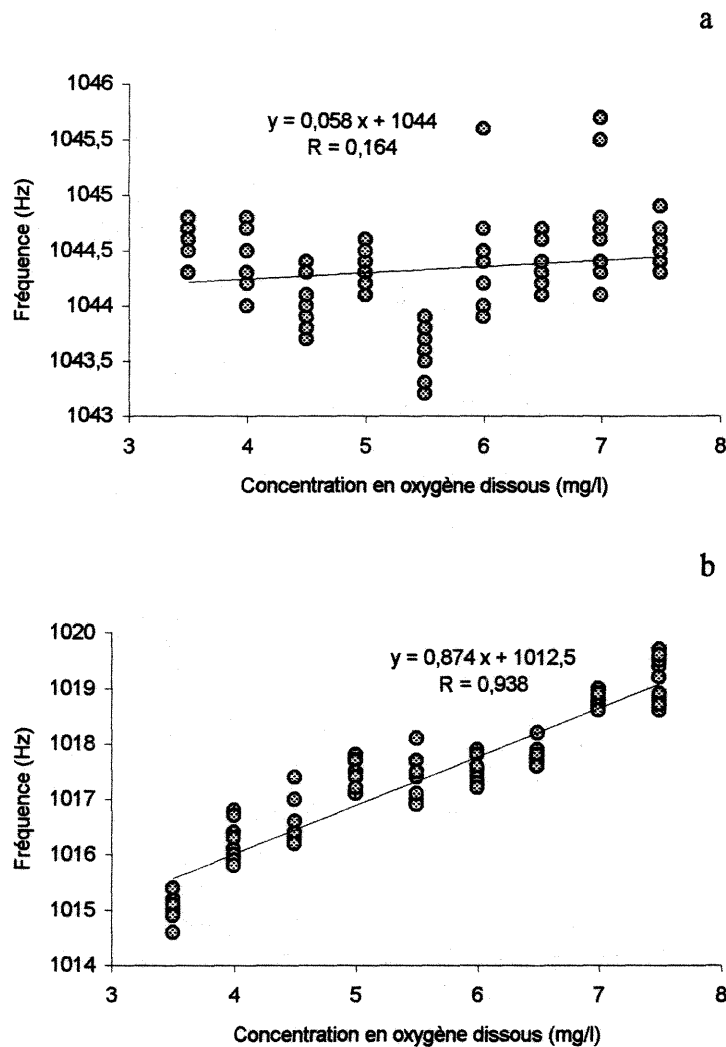 a
1046
1045,5
1045
1044,5
1044
1043,5
1043
Fréquence (Hz)
y = 0,058 x + 1044
R = 0,164
3 4 5 6 7 8
Concentration en oxygène dissous (mg/l)
b
1020
1019
1018
1017
1016
1015
1014
Fréquence (Hz)
y = 0,874 x + 1012,5
R = 0,938
3 4 5 6 7 8
Concentration en oxygène dissous (mg/l)